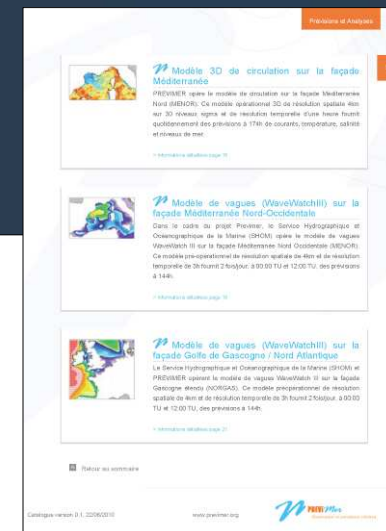 Prévisions et Analyses
Modèle 3D de circulation sur la façade
Méditerranée
PREVIMER opère le modèle de circulation sur la façade Méditerranée
Nord (MENOR). Ce modèle opérationnel 3D de résolution spatiale 4km
sur 30 niveaux sigma et de résolution temporelle d'une heure fournit
quotidiennement des prévisions à 174h de courants, température, salinité
et niveaux de mer.
> Informations détaillées page
Modèle de vagues (WaveWatchIII) sur la
façade Méditerranée Nord-Occidentale
Dans le cadre du projet Previmer, le Service Hydrographique et
Océanographique de la Marine (SHOM) opère le modèle de vagues
WaveWatch III sur la façade Méditerranée Nord Occidentale (MENOR).
Ce modèle pré-opérationnel de résolution spatiale de 4km et de résolution
temporelle de 3h fournit 2 fois/jour, à 00:00 TU et 12:00 TU, des prévisions
à 144h.
> Informations détaillées page
Modèle de vagues (WaveWatchIII) sur la
façade Golfe de Gascogne / Nord Atlantique
Le Service Hydrographique et Océanographique de la Marine (SHOM) et
PREVIMER opèrent le modèle de vagues WaveWatch III sur la façade
Gascogne étendu (NORGAS). Ce modèle préopérationnel de résolution
spatiale de 4km et de résolution temporelle de 3h fournit 2 fois/jour, à 00:00
TU et 12:00 TU, des prévisions à 144h.
> Informations détaillées page 21
Retour au sommaire
Catalogue version 0.1, 22/06/2010
www.previmer.org
PREVIMer